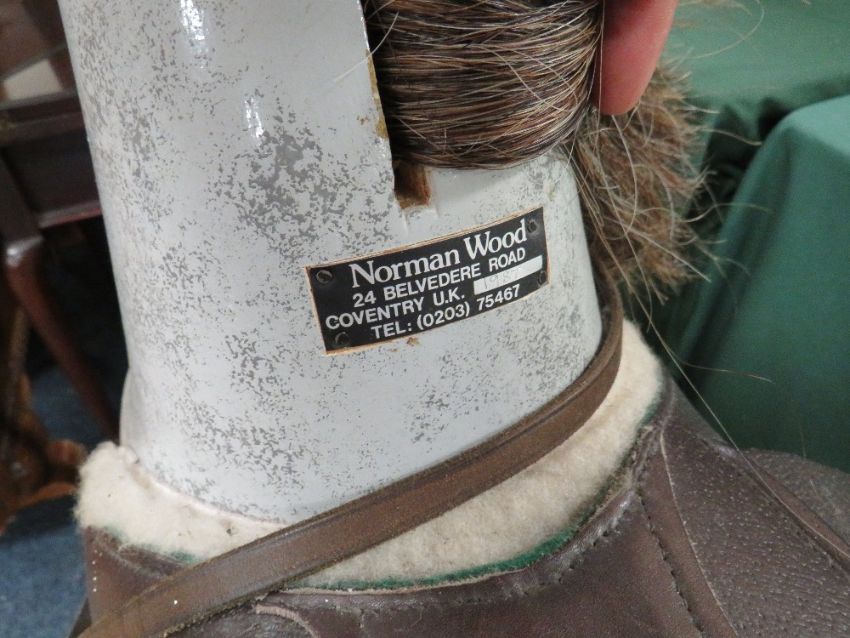 Norman Wood
24 BELVEDERE ROAD
COVENTRY U.K.
TEL: (0203) 75467